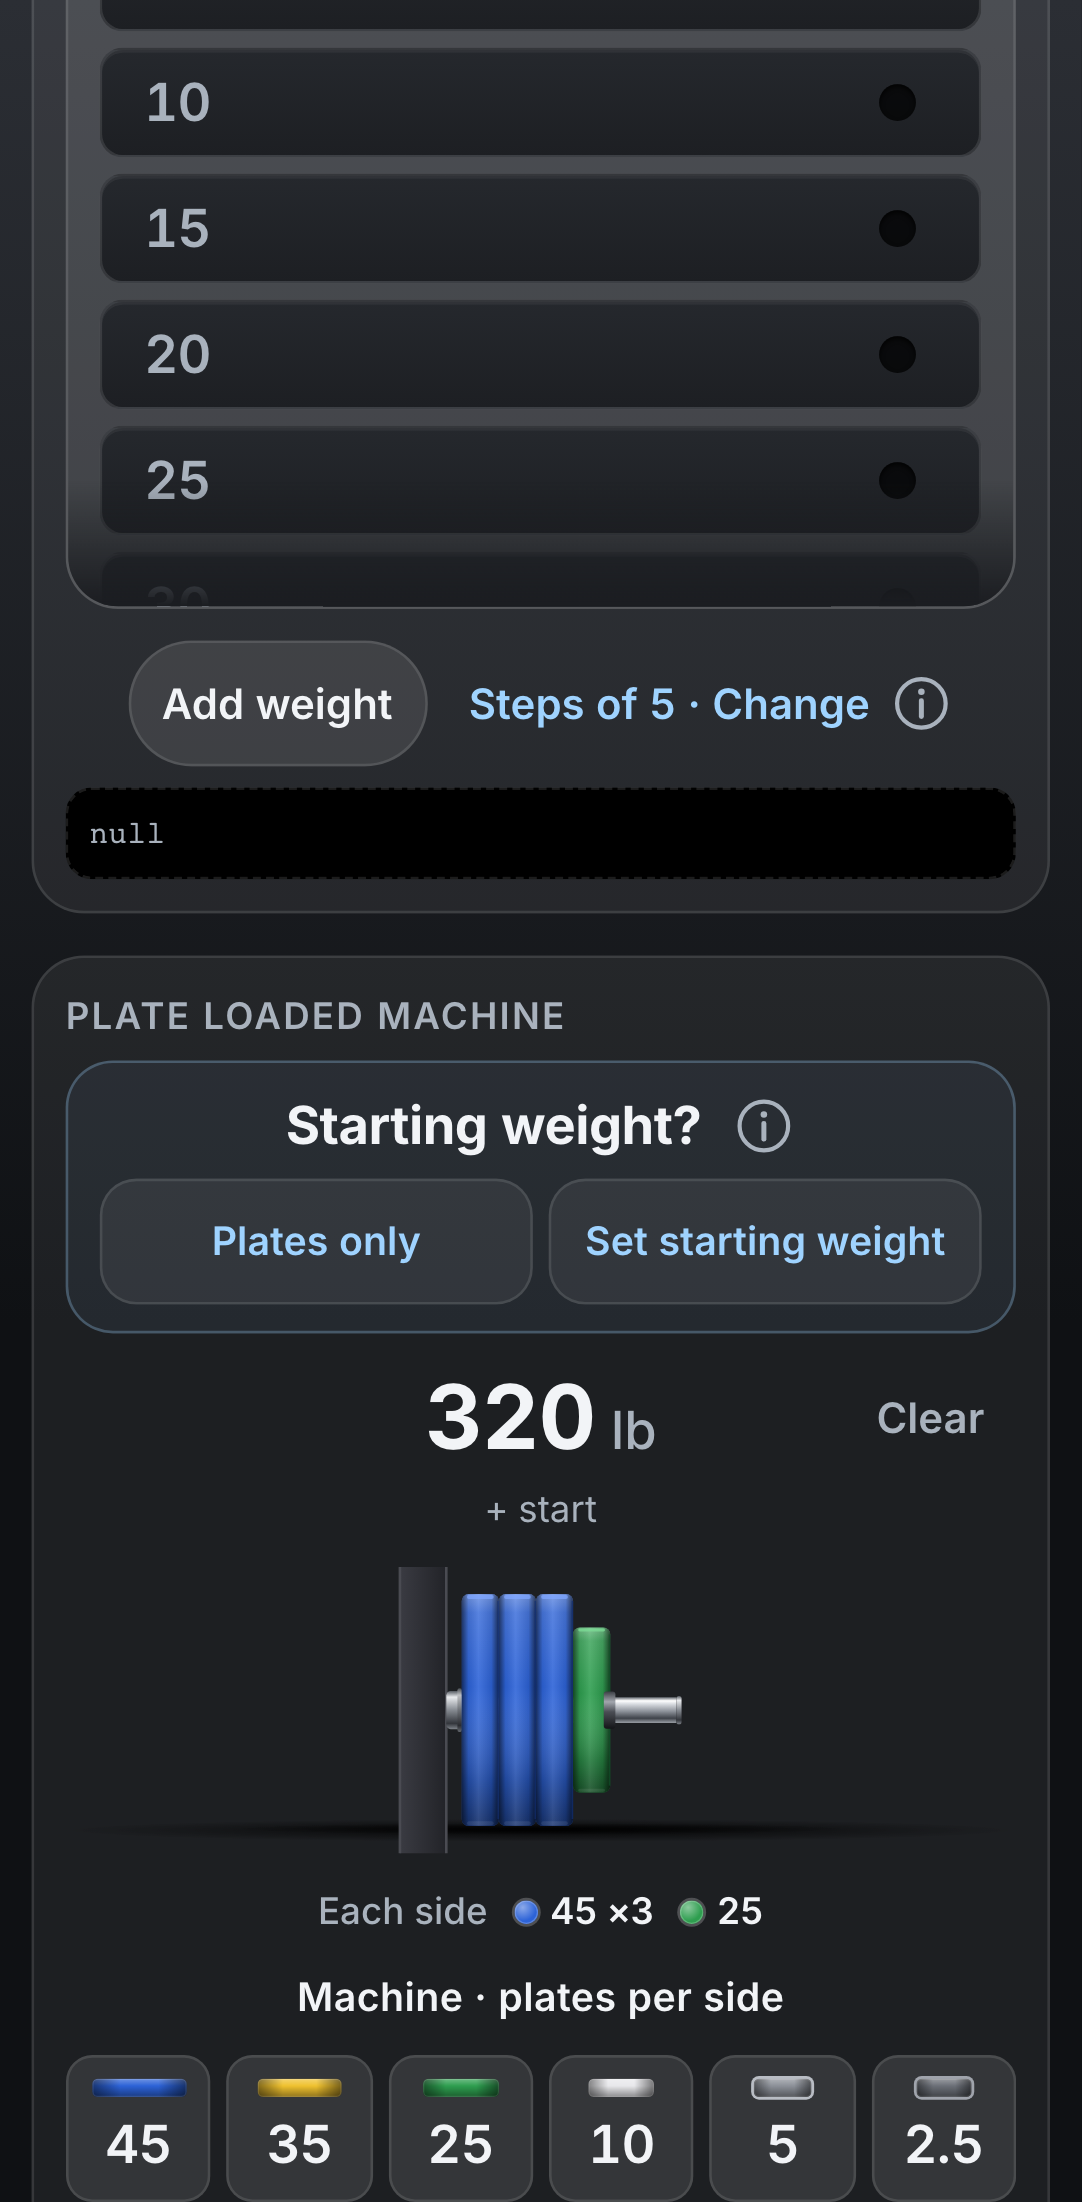 10
15
20
25
30
Add weight Steps of 5 · Change
null
PLATE LOADED MACHINE
Starting weight?
Plates only Set starting weight
320 lb Clear
+ start
Each side 45 ×3 25
Machine · plates per side
45 35 25 10 5 2.5